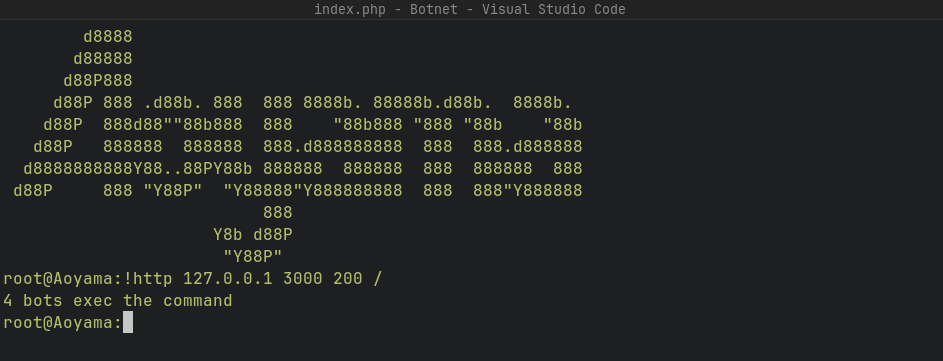 index.php - Botnet - Visual Studio Code
        d8888
       d88888
      d88P888
     d88P 888 .d88b. 888  888 8888b. 88888b.d88b.  8888b.
    d88P  888d88""88b888  888    "88b888 "888 "88b    "88b
   d88P   888888  888888  888.d888888888  888  888.d888888
  d8888888888Y88..88PY88b 888888  888888  888  888888  888
 d88P     888 "Y88P"  "Y88888"Y888888888  888  888"Y888888
                          888
                     Y8b d88P
                      "Y88P"
root@Aoyama:!http 127.0.0.1 3000 200 /
4 bots exec the command
root@Aoyama: